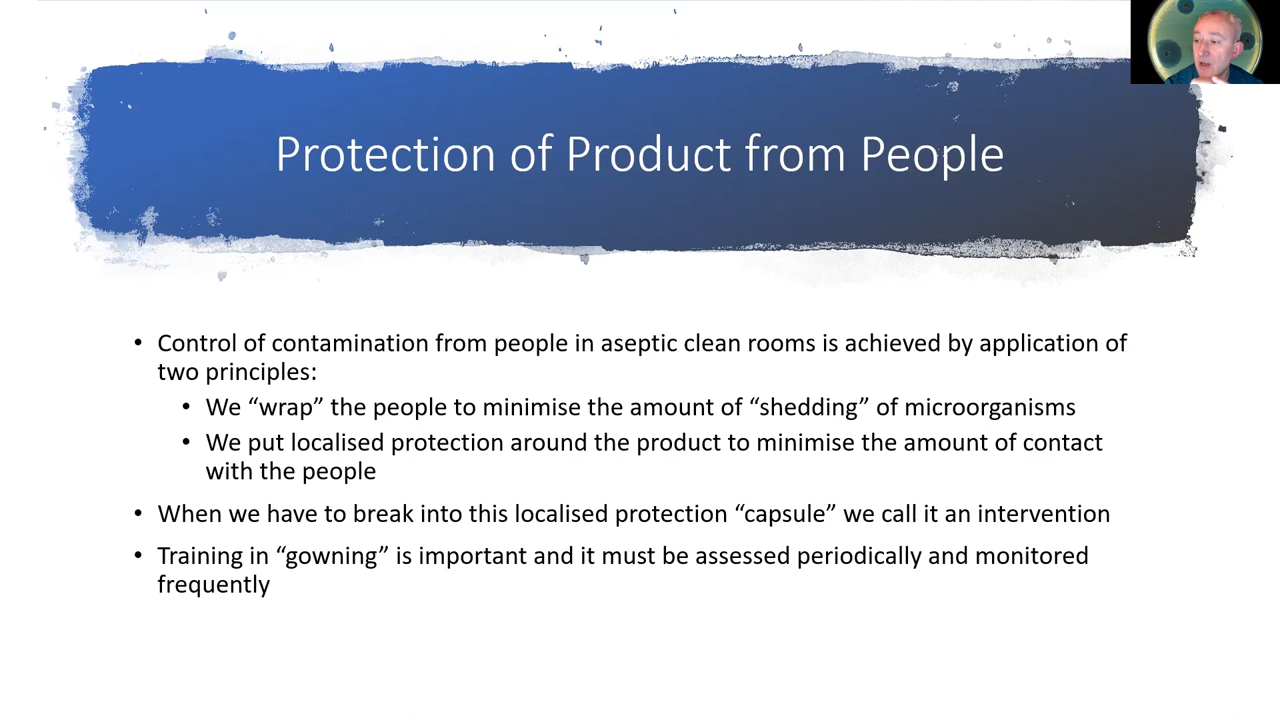 Protection of Product from People
• Control of contamination from people in aseptic clean rooms is achieved by application of
two principles:
• We “wrap” the people to minimise the amount of “shedding” of microorganisms
• We put localised protection around the product to minimise the amount of contact
with the people
• When we have to break into this localised protection “capsule” we call it an intervention
• Training in “gowning” is important and it must be assessed periodically and monitored
frequently